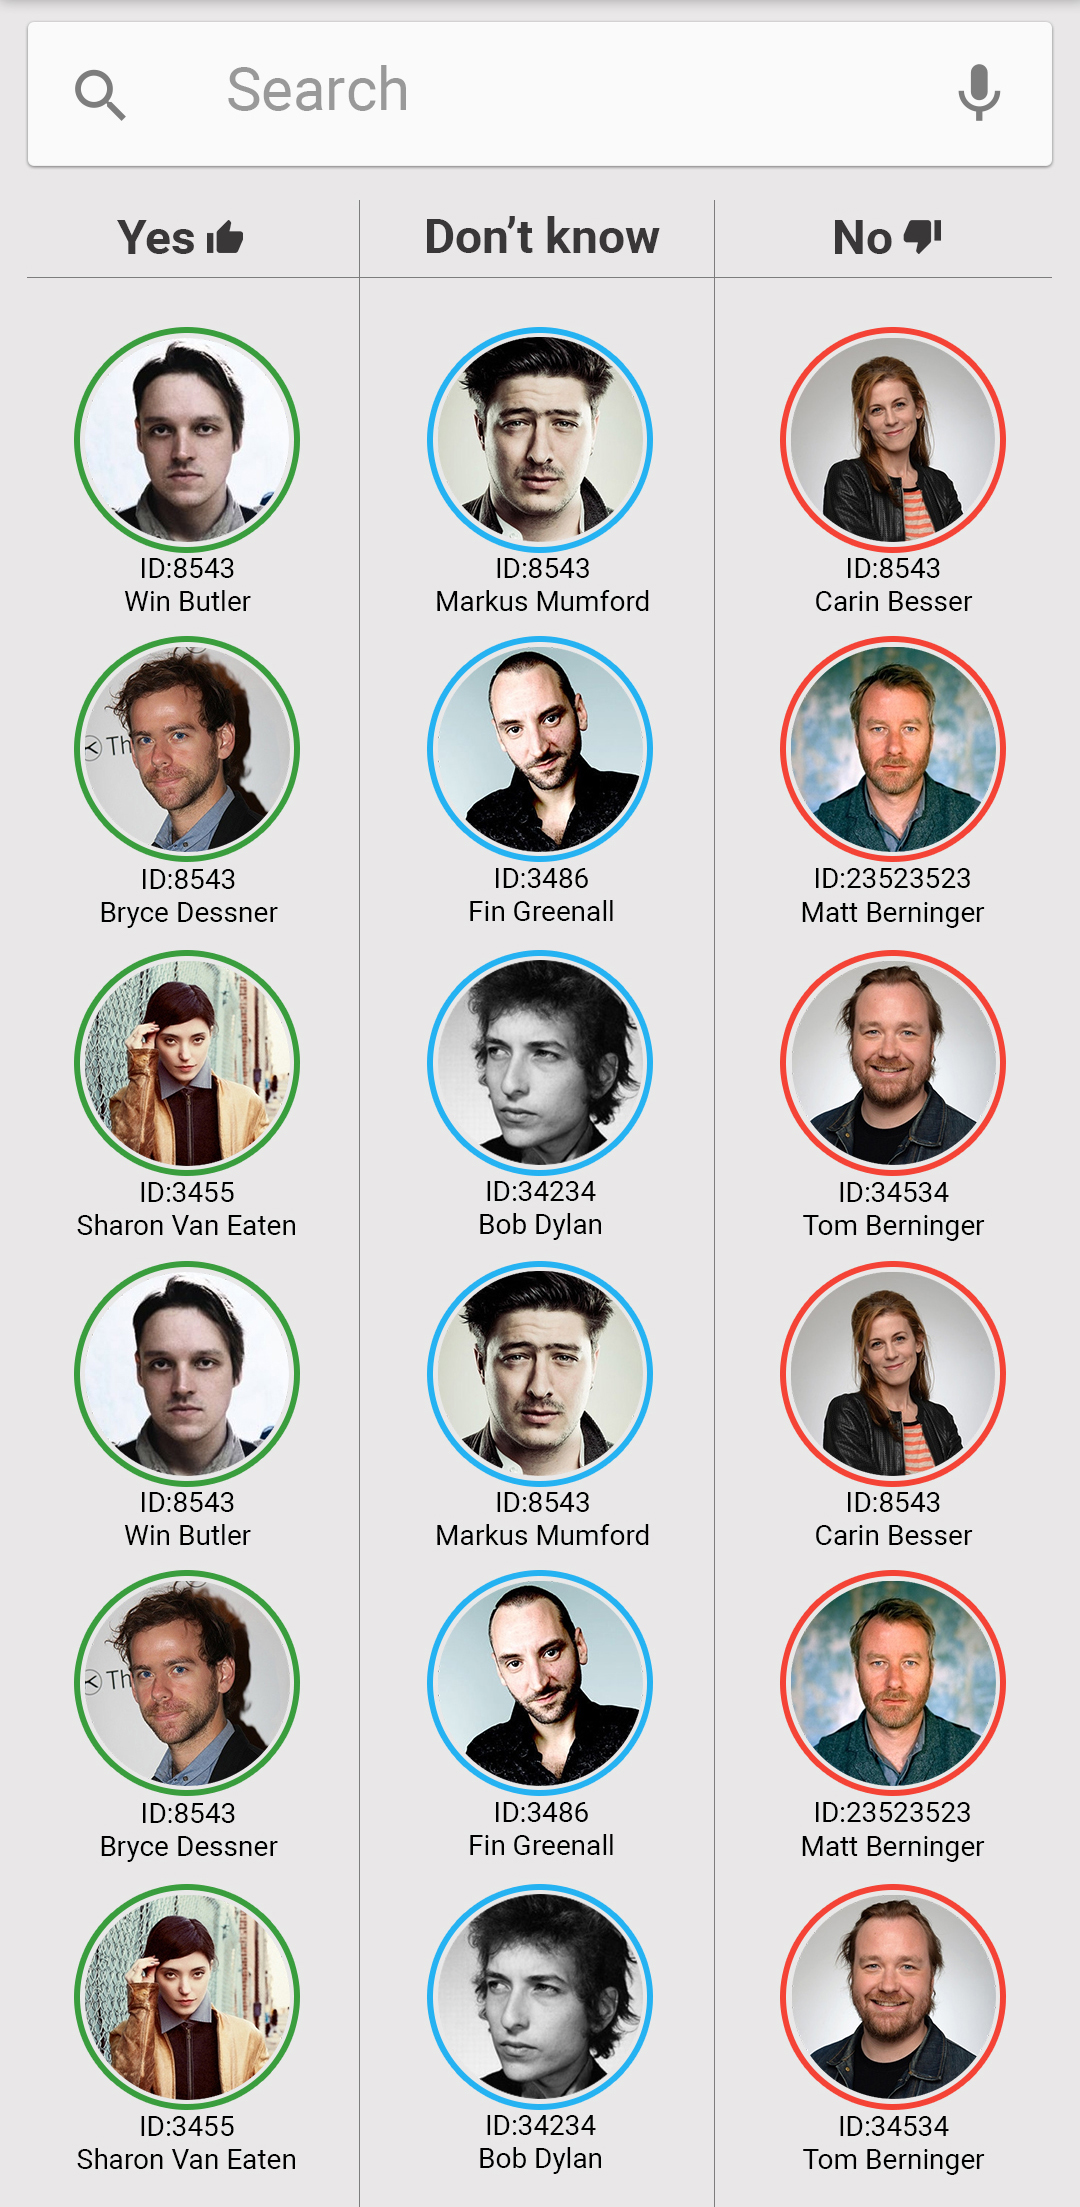 Search
Yes
Don’t know
No
ID:8543
Win Butler
ID:8543
Markus Mumford
ID:8543
Carin Besser
Th
ID:8543
Bryce Dessner
ID:3486
Fin Greenall
ID:23523523
Matt Berninger
ID:3455
Sharon Van Eaten
ID:34234
Bob Dylan
ID:34534
Tom Berninger
ID:8543
Win Butler
ID:8543
Markus Mumford
ID:8543
Carin Besser
Th
ID:8543
Bryce Dessner
ID:3486
Fin Greenall
ID:23523523
Matt Berninger
ID:3455
Sharon Van Eaten
ID:34234
Bob Dylan
ID:34534
Tom Berninger